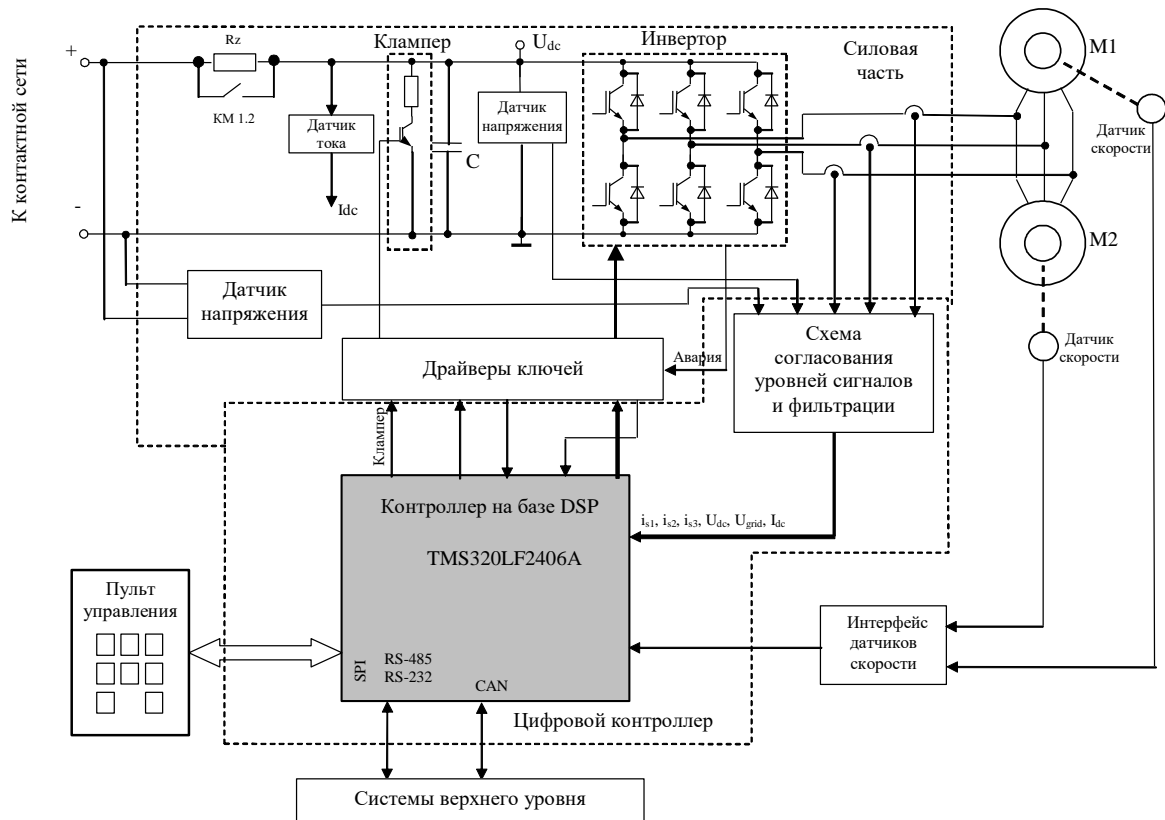 К контактной сети
+
-
Rz
КМ 1.2
Клампер
Датчик
тока
Idc
C
Udc
Датчик
напряжения
Инвертор
Силовая
часть
M1
Датчик
скорости
M2
Датчик
скорости
Датчик
напряжения
Драйверы ключей
Авария
Схема
согласования
уровней сигналов
и фильтрации
Клампер
Контроллер на базе DSP
TMS320LF2406A
is1, is2, is3, Udc, Ugrid, Idc
SPI
RS-485
RS-232
CAN
Пульт
управления
Интерфейс
датчиков
скорости
Цифровой контроллер
Системы верхнего уровня